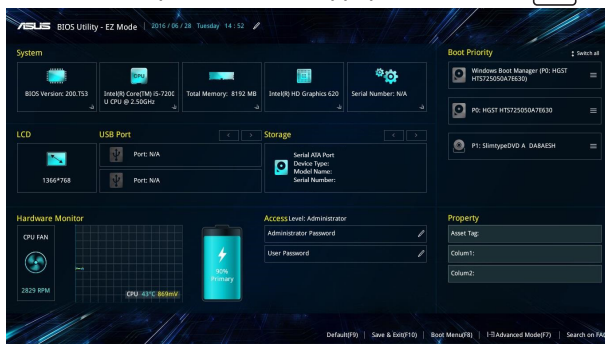 ASUS BIOS Utility - EZ Mode 2016 / 06 / 28 Tuesday 14 : 52
System
BIOS Version: 200.T53
CPU
Intel(R) Core(TM) i5-7200
U CPU @ 2.50GHz
Total Memory: 8192 MB
Intel(R) HD Graphics 620
Serial Number: N/A
Boot Priority
Switch all
Windows Boot Manager (P0: HGST
HTS725050A7E630)
P0: HGST HTS725050A7E630
P1: SlimtypeDVD A DA8AESH
LCD
1366*768
USB Port < >
Port: N/A
Port: N/A
Storage < >
Serial ATA Port
Device Type:
Model Name:
Serial Number:
Hardware Monitor
CPU FAN
2829 RPM
CPU 43°C 869mV
90%
Primary
Access Level: Administrator
Administrator Password
User Password
Property
Asset Tag:
Colum1:
Colum2:
Default(F9) | Save & Exit(F10) | Boot Menu(F8) | Advanced Mode(F7) | Search on FAQ